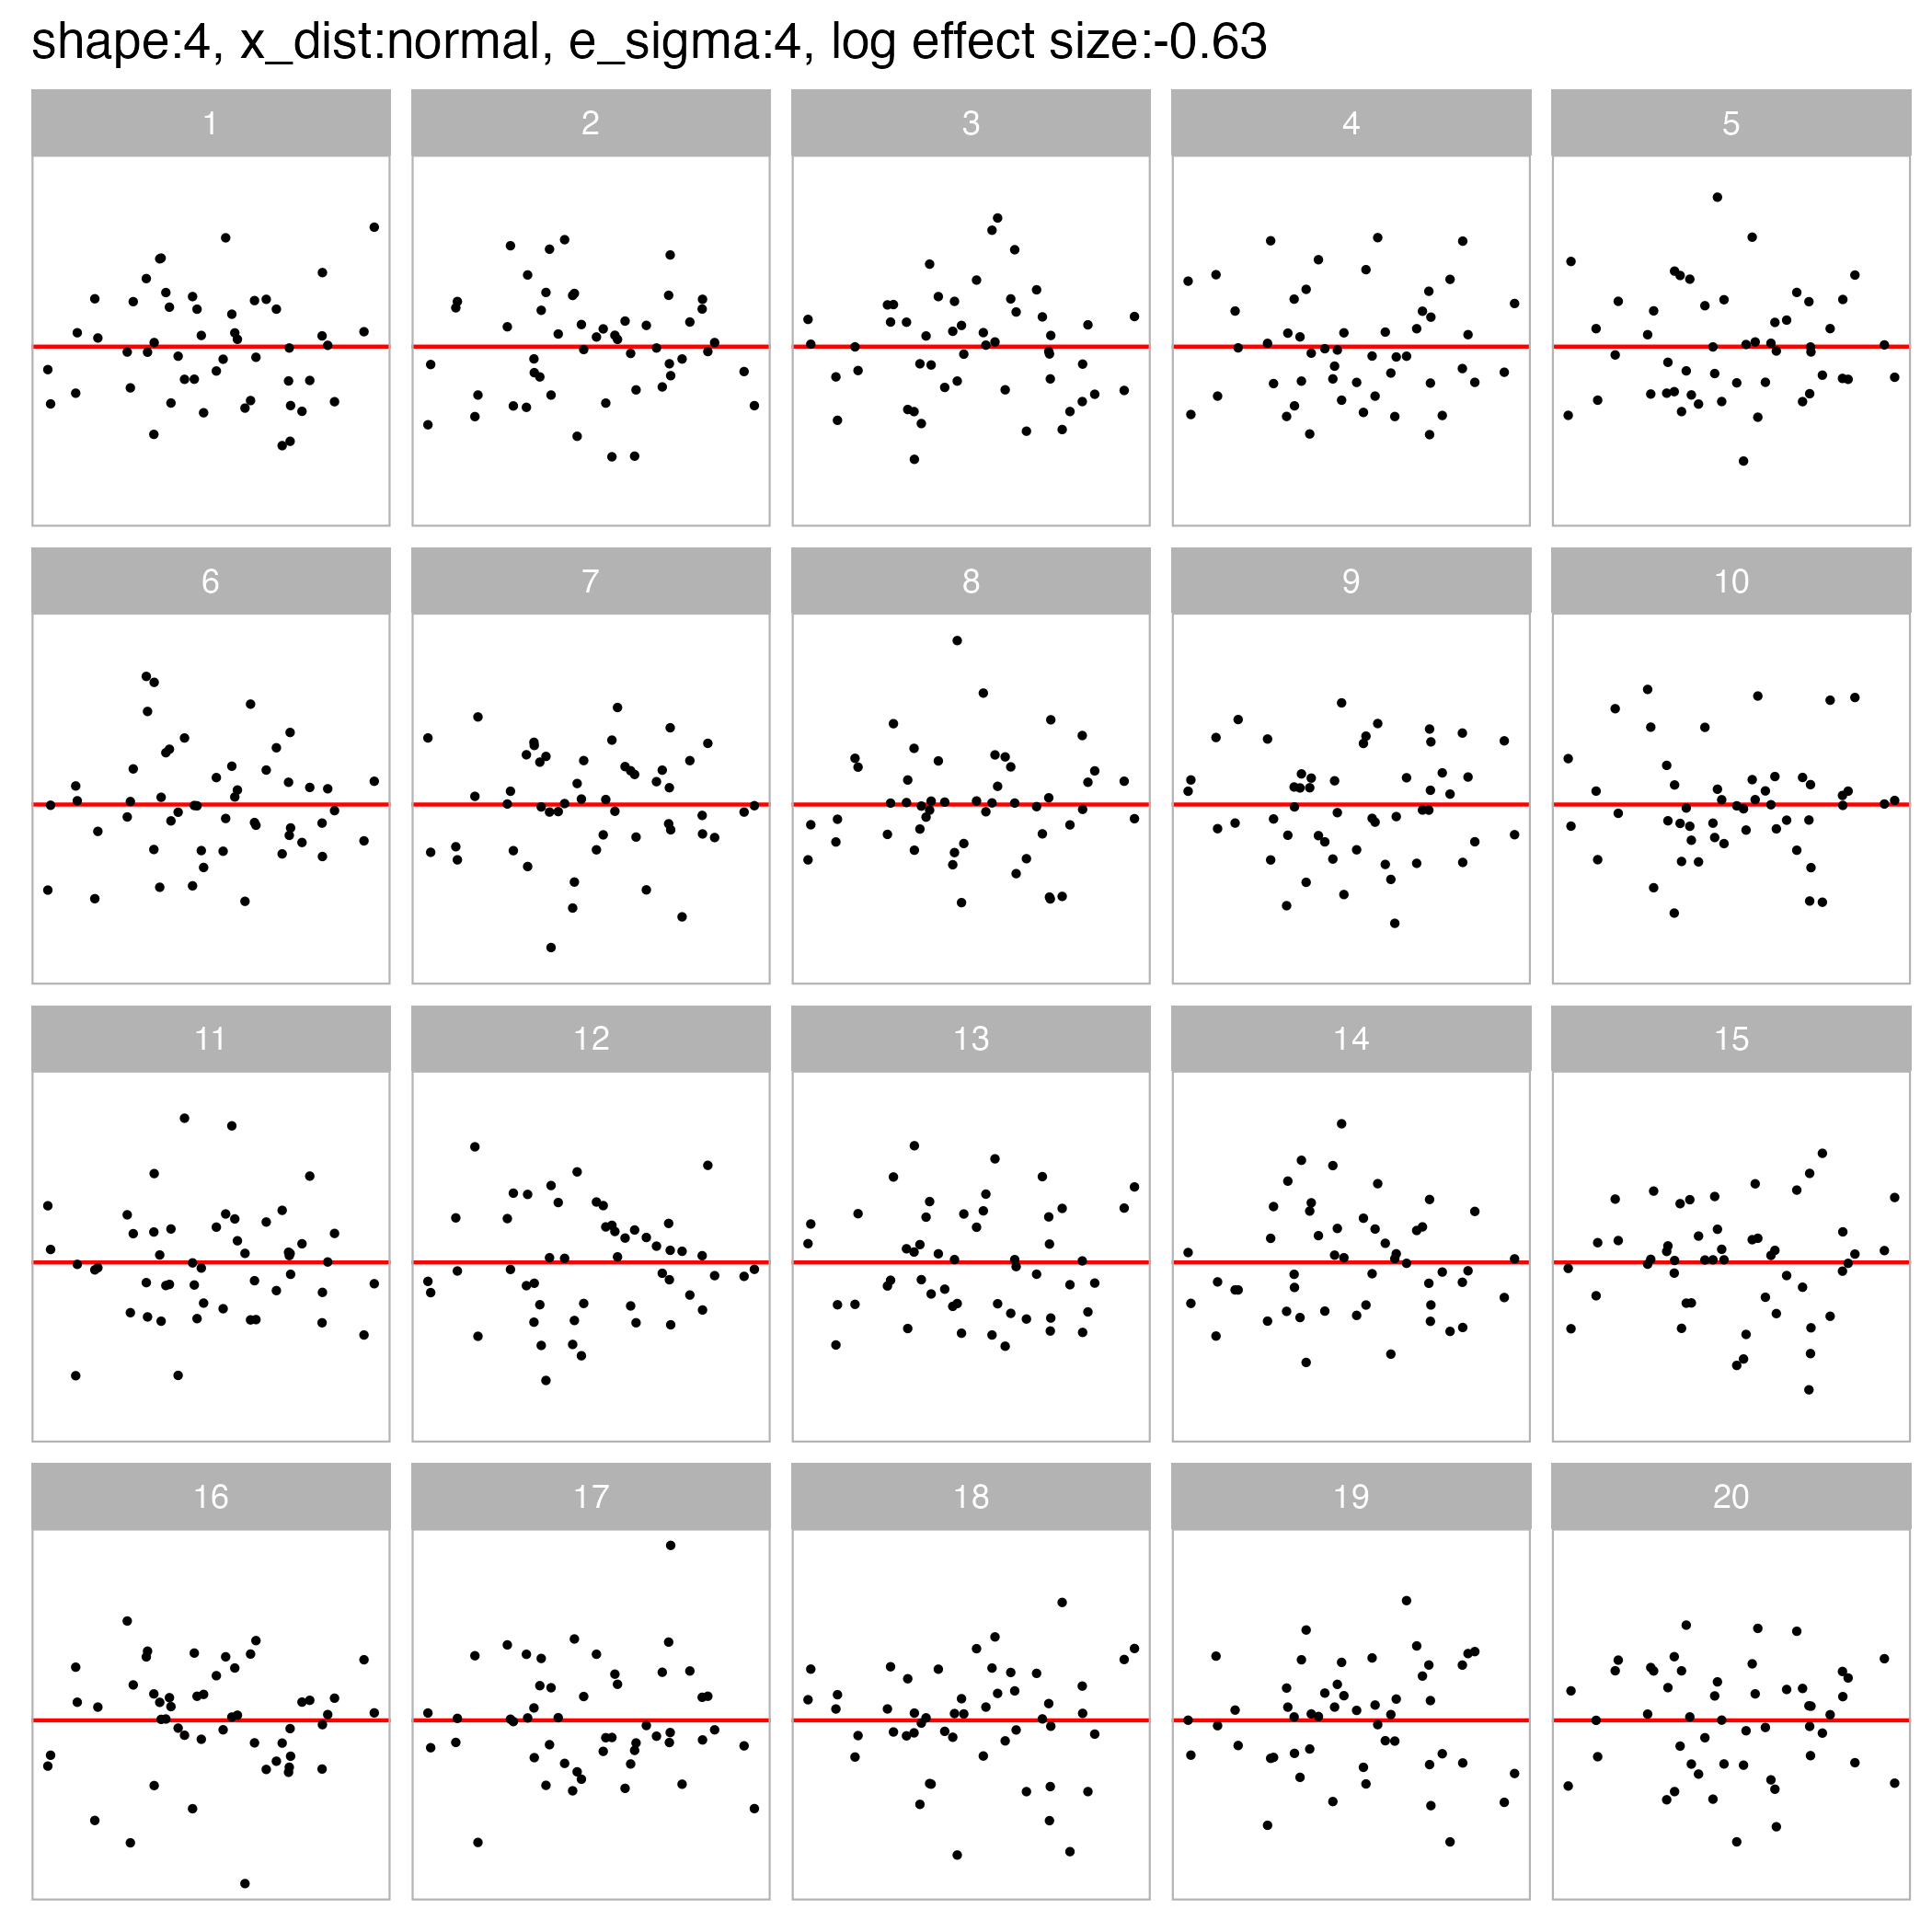 shape:4, x_dist:normal, e_sigma:4, log effect size:-0.63
1 2 3 4 5
6 7 8 9 10
11 12 13 14 15
16 17 18 19 20